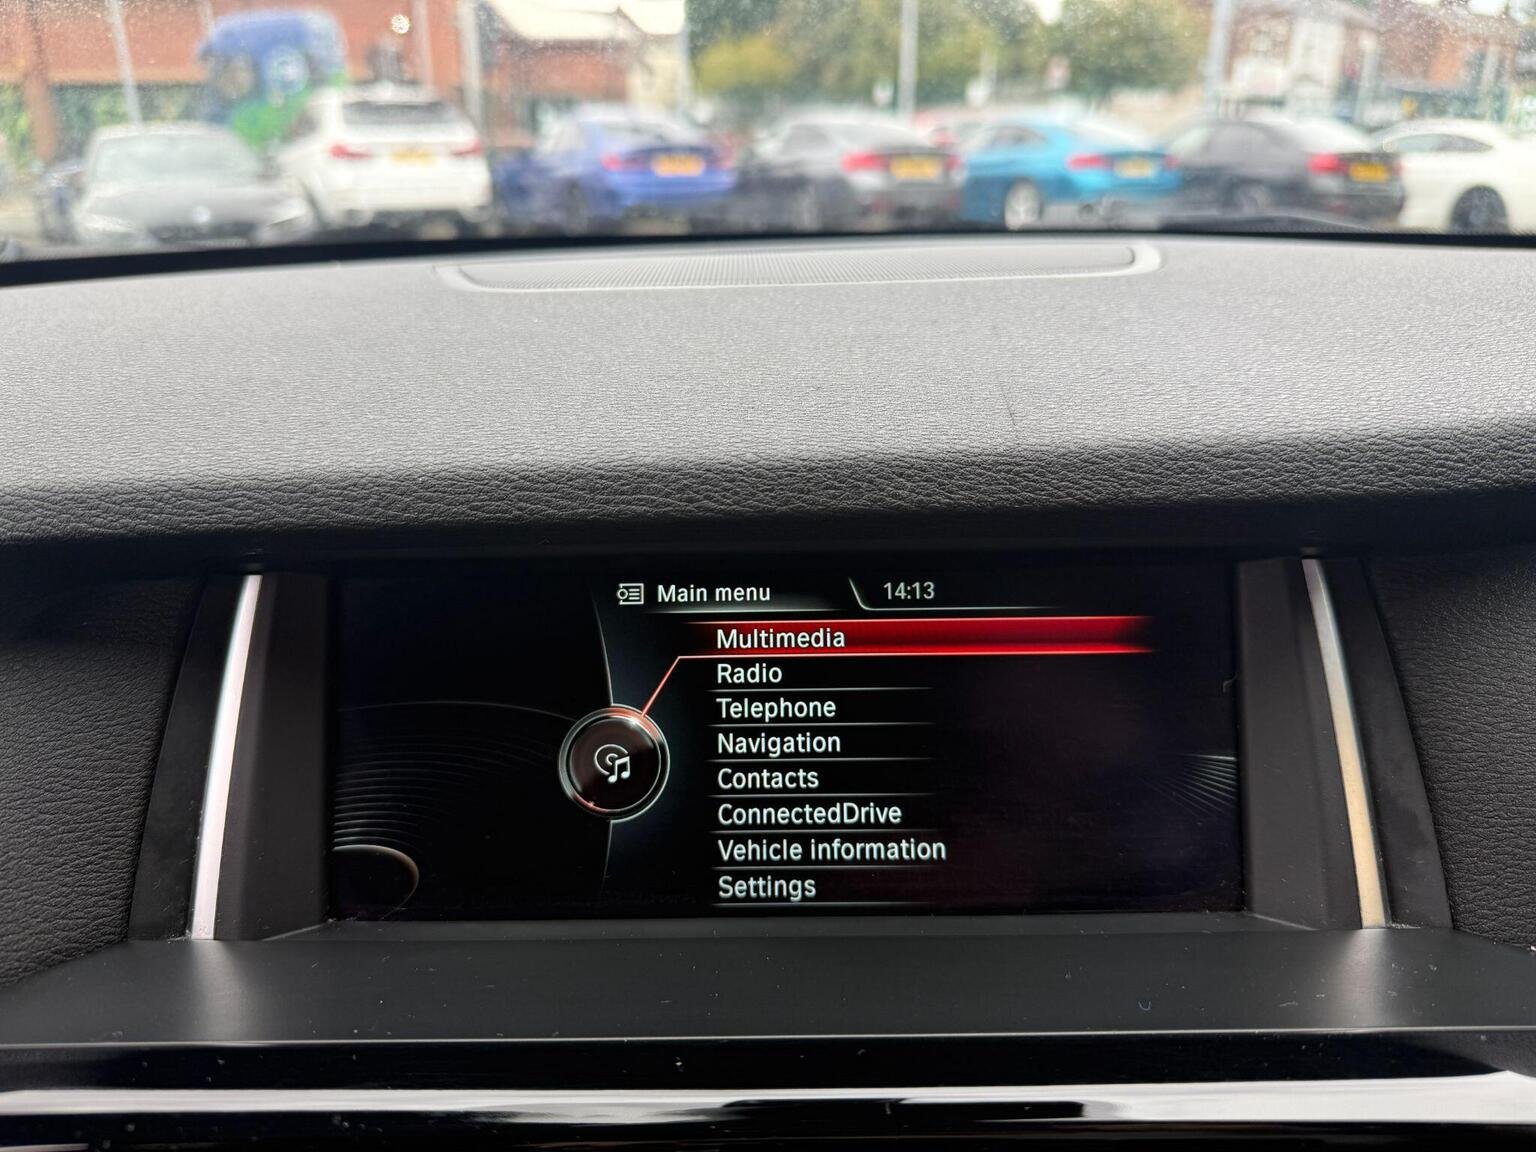 Main menu 14:13
Multimedia
Radio
Telephone
Navigation
Contacts
ConnectedDrive
Vehicle information
Settings